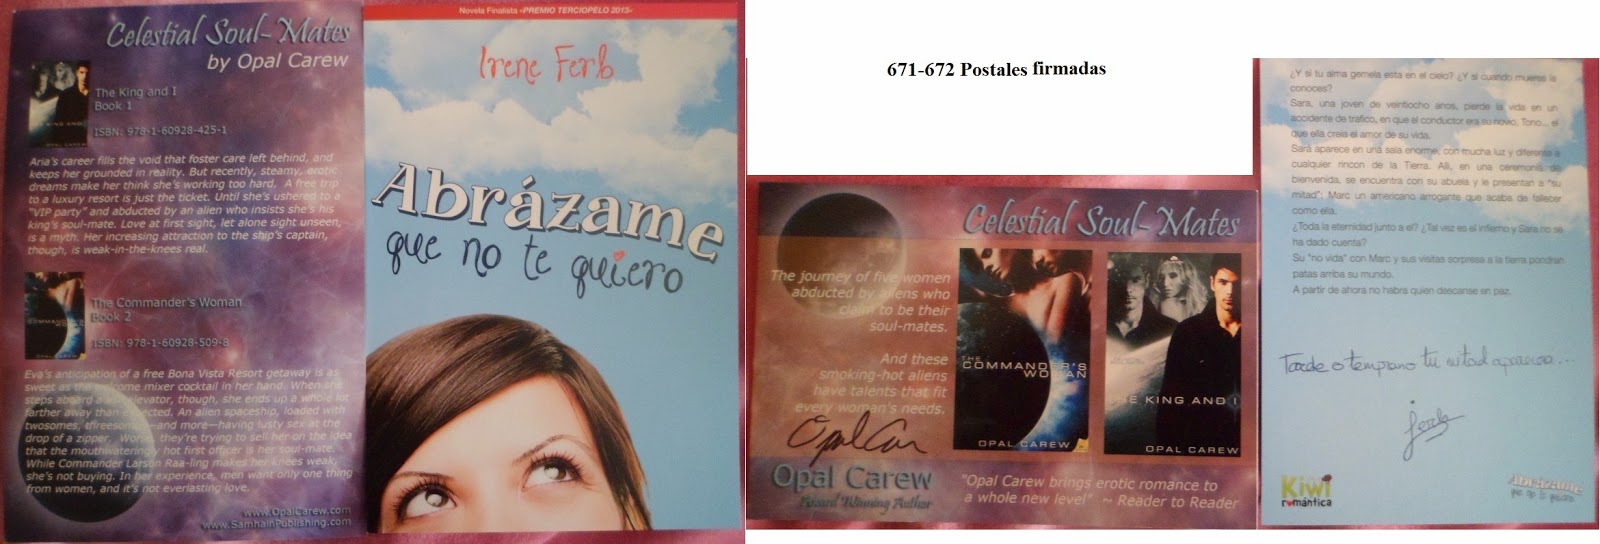 Celestial Soul-Mates
by Opal Carew
The King and I
Book 1
ISBN: 978-1-60928-425-1
Aria's career fills the void that foster care left behind, and
keeps her grounded in reality. But recently, steamy, erotic
dreams make her think she's working too hard. A free trip
to a luxury resort is just the ticket. Until she's ushered to a
"VIP party" and abducted by an alien who insists she's his
king's soul-mate. Love at first sight, let alone sight unseen,
is a myth. Her increasing attraction to the ship's captain,
though, is weak-in-the-knees real.
The Commander's Woman
Book 2
ISBN: 978-1-60928-509-8
Eva's anticipation of a free Bona Vista Resort getaway is as
sweet as the welcome mixer cocktail in her hand. When she
steps aboard a elevator, though, she ends up a whole lot
farther away than expected. An alien spaceship, loaded with
twosomes, threesomes—and more—having lusty sex at the
drop of a zipper. Worse, they're trying to sell her on the idea
that the mouthwateringly hot first officer is her soul-mate.
While Commander Larson Raa-ling makes her knees weak,
she's not buying. In her experience, men want only one thing
from women, and it's not everlasting love.
www.OpalCarew.com
www.SamhainPublishing.com
Novela Finalista «PREMIO TERCIOPELO 2013»
Irene Ferb
Abrázame
que no te quiero
671-672 Postales firmadas
Celestial Soul-Mates
The journey of five women
abducted by aliens who
claim to be their
soul-mates.
And these
smoking-hot aliens
have talents that fit
every woman's needs.
THE
COMMANDER'S
WOMAN
OPAL CAREW
THE KING AND I
OPAL CAREW
Opal Carew
Opal Carew
Award Winning Author
"Opal Carew brings erotic romance to
a whole new level" ~ Reader to Reader
¿Y si tu alma gemela esta en el cielo? ¿Y si cuando mueres la
conoces?
Sara, una joven de veintiocho anos, pierde la vida en un
accidente de trafico, en que el conductor era su novio, Tono... el
que ella creia el amor de su vida.
Sara aparece en una sala enorme, con mucha luz y diferente a
cualquier rincon de la Tierra. Alli, en una ceremonia de
bienvenida, se encuentra con su abuela y le presentan a "su
mitad": Marc un americano arrogante que acaba de fallecer
como ella.
¿Toda la eternidad junto a el? ¿Tal vez es el infierno y Sara no se
ha dado cuenta?
Su "no vida" con Marc y sus visitas sorpresa a la tierra pondran
patas arriba su mundo.
A partir de ahora no habra quien descanse en paz.
Tarde o temprano tu mitad aparece...
Ferb
Kiwi
romántica
Abrázame
que no te quiero